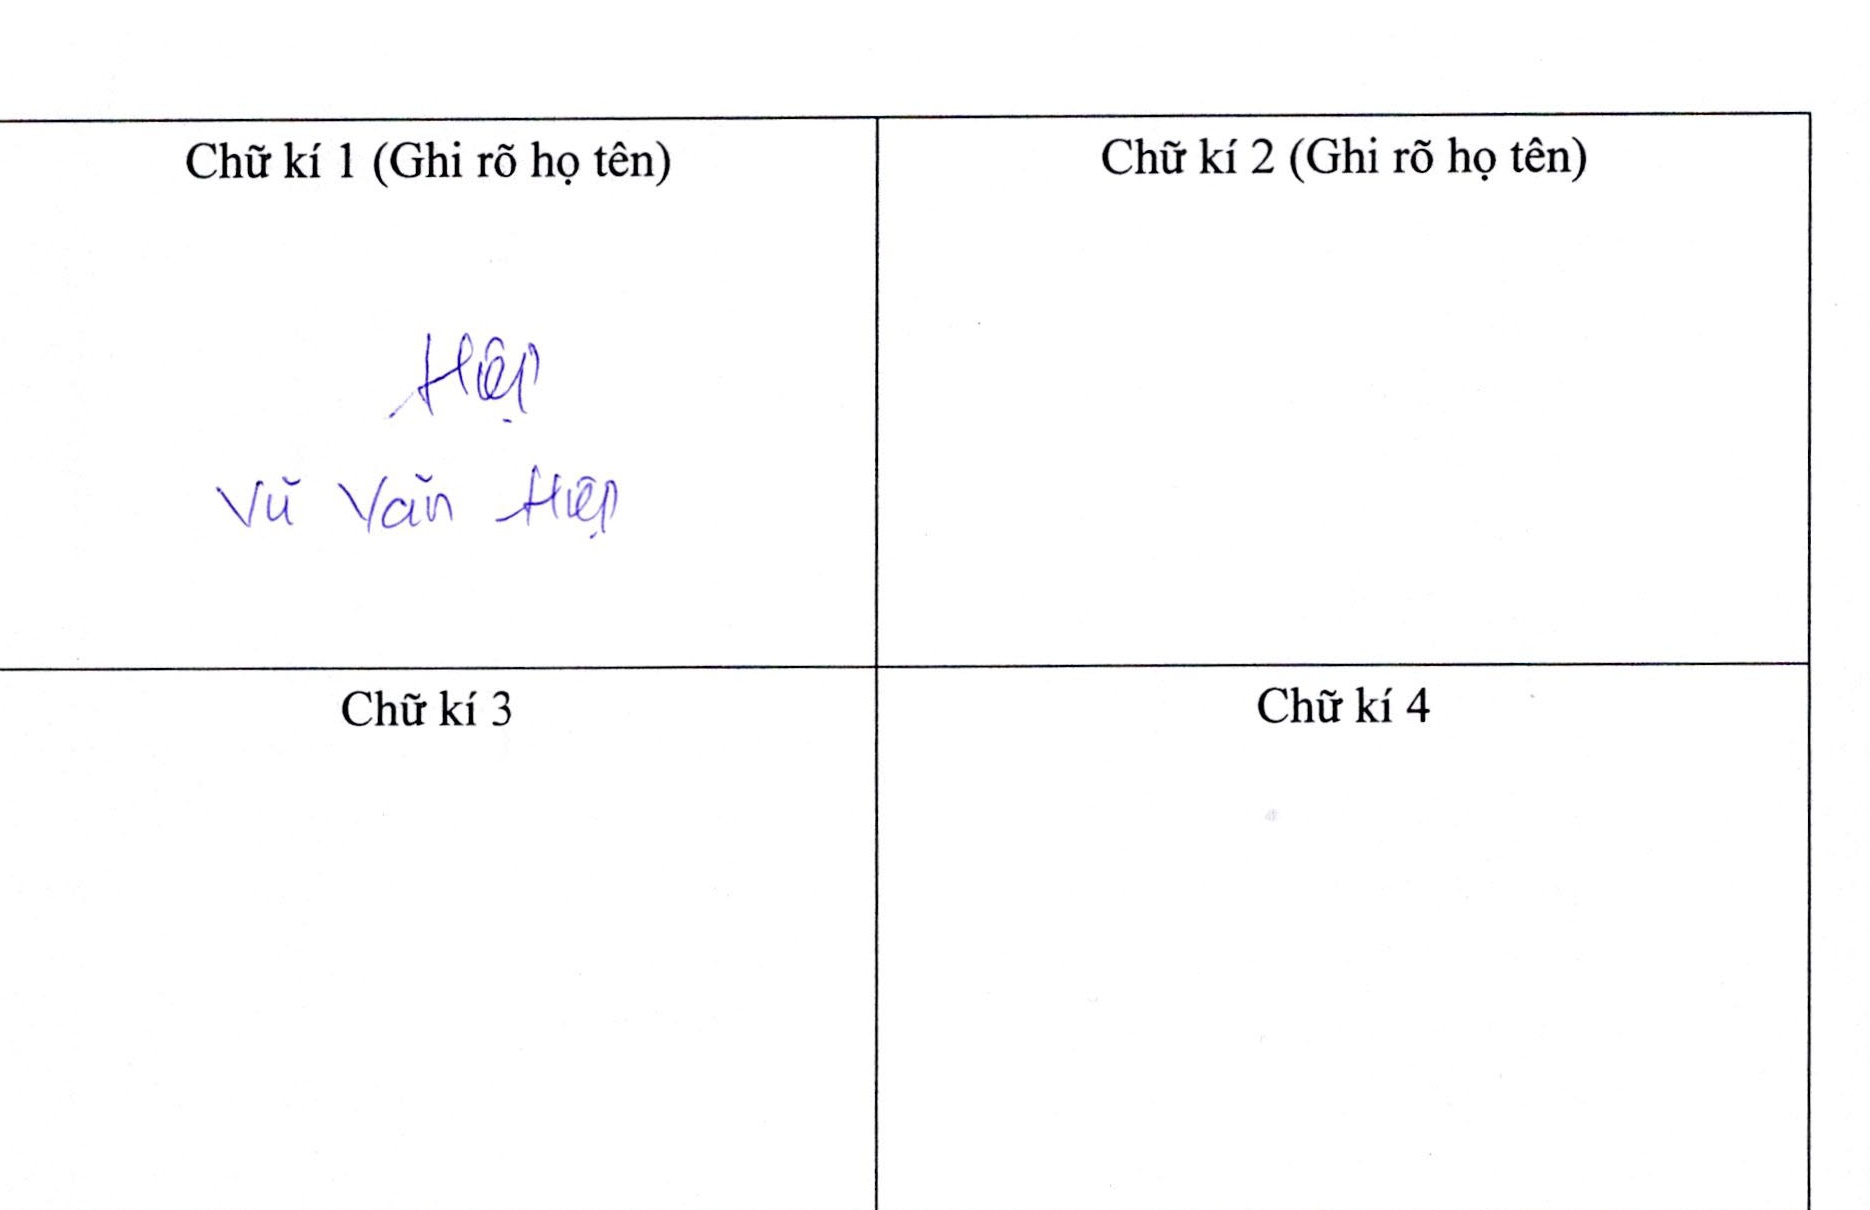 Chữ kí 1 (Ghi rõ họ tên)
Chữ kí 2 (Ghi rõ họ tên)
Hiệp
Vũ Văn Hiệp
Chữ kí 3
Chữ kí 4